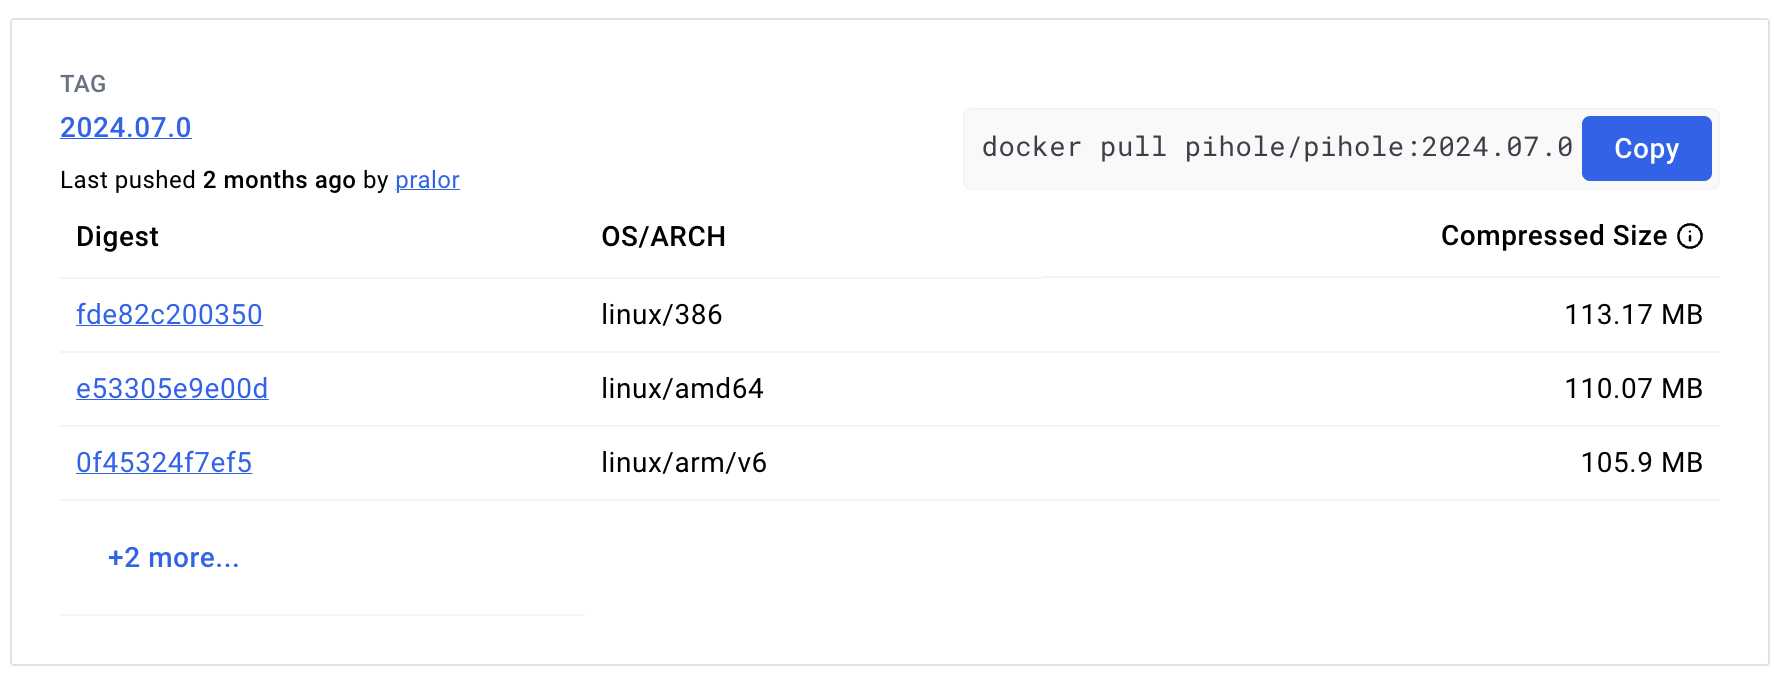 TAG
2024.07.0
docker pull pihole/pihole:2024.07.0 Copy
Last pushed 2 months ago by pralor
Digest OS/ARCH Compressed Size
fde82c200350 linux/386 113.17 MB
e53305e9e00d linux/amd64 110.07 MB
0f45324f7ef5 linux/arm/v6 105.9 MB
+2 more...